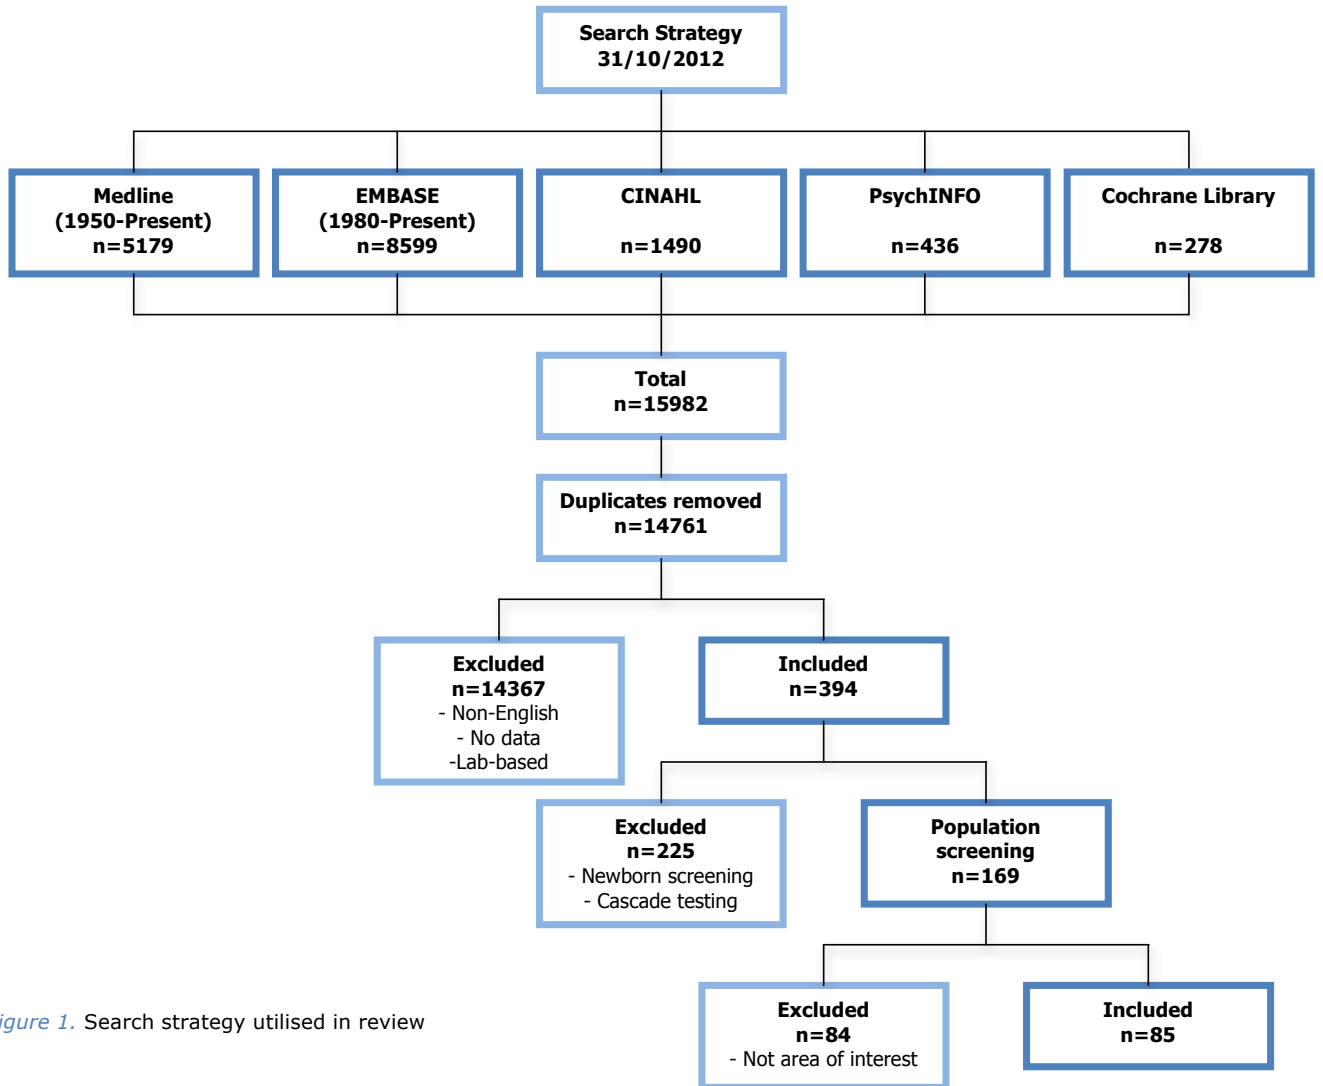 Search Strategy
31/10/2012
Medline
(1950-Present)
n=5179
EMBASE
(1980-Present)
n=8599
CINAHL
n=1490
PsychINFO
n=436
Cochrane Library
n=278
Total
n=15982
Duplicates removed
n=14761
Excluded
n=14367
- Non-English
- No data
-Lab-based
Included
n=394
Excluded
n=225
- Newborn screening
- Cascade testing
Population
screening
n=169
Excluded
n=84
- Not area of interest
Included
n=85
igure 1. Search strategy utilised in review